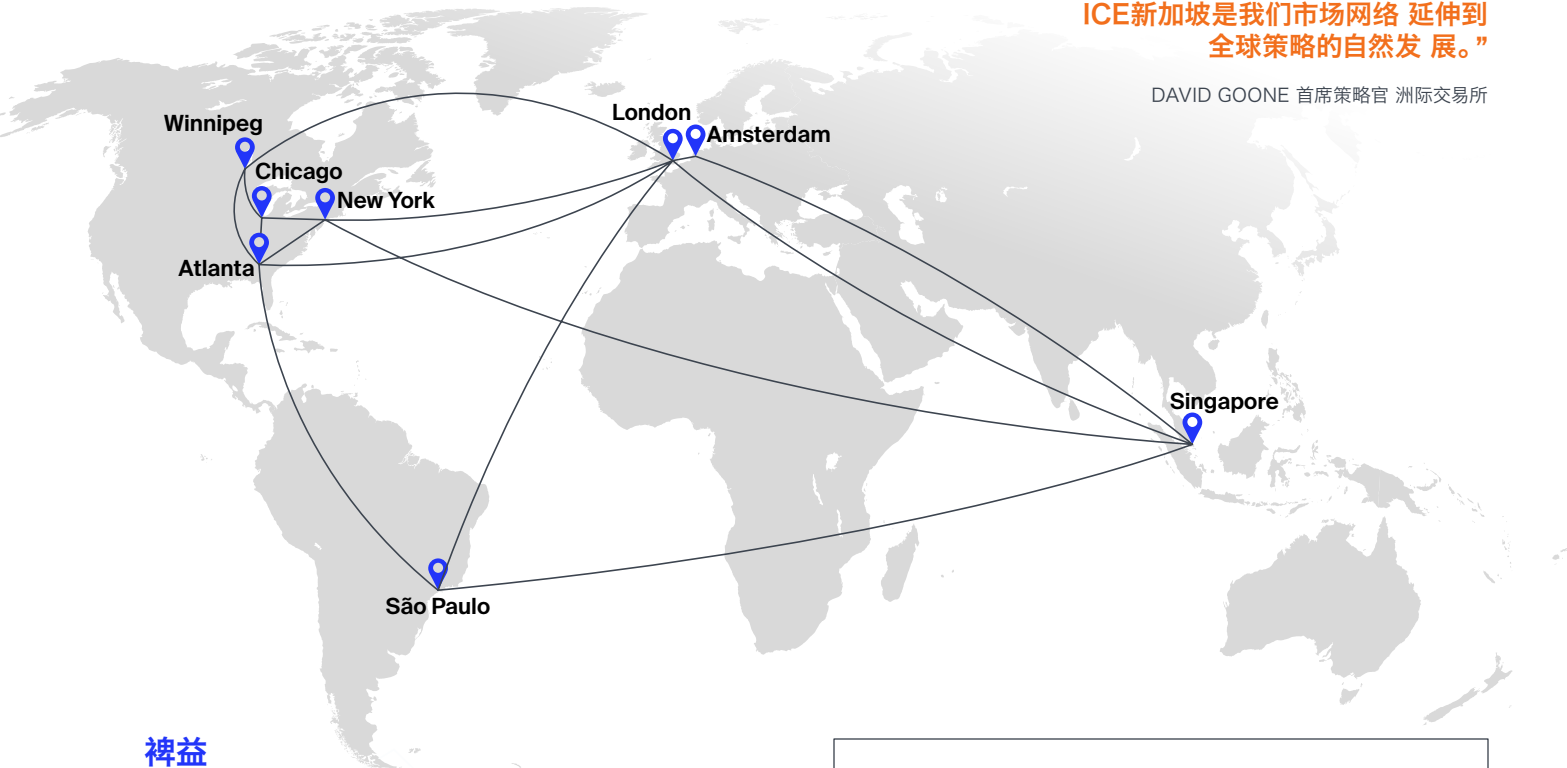 ICE新加坡是我们市场网络 延伸到
全球策略的自然发 展。”
DAVID GOONE 首席策略官 洲际交易所
London
Winnipeg
Amsterdam
Chicago
New York
Atlanta
Singapore
São Paulo
裨益